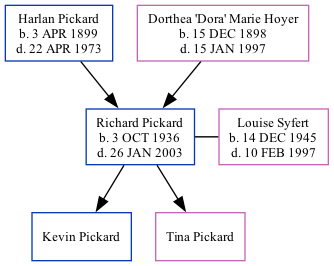 Harlan Pickard
b. 3 APR 1899
d. 22 APR 1973
Dorthea 'Dora' Marie Hoyer
b. 15 DEC 1898
d. 15 JAN 1997
Richard Pickard
b. 3 OCT 1936
d. 26 JAN 2003
Louise Syfert
b. 14 DEC 1945
d. 10 FEB 1997
Kevin Pickard
Tina Pickard